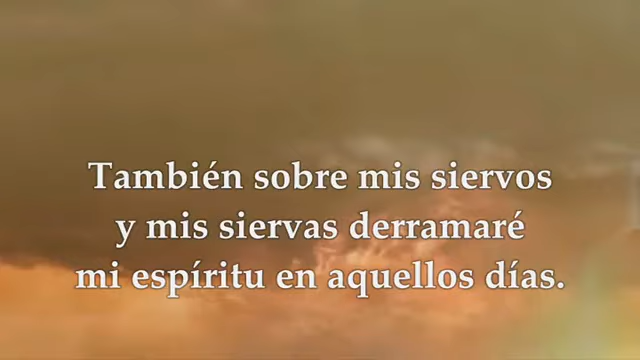 También sobre mis siervos
y mis siervas derramaré
mi espíritu en aquellos días.